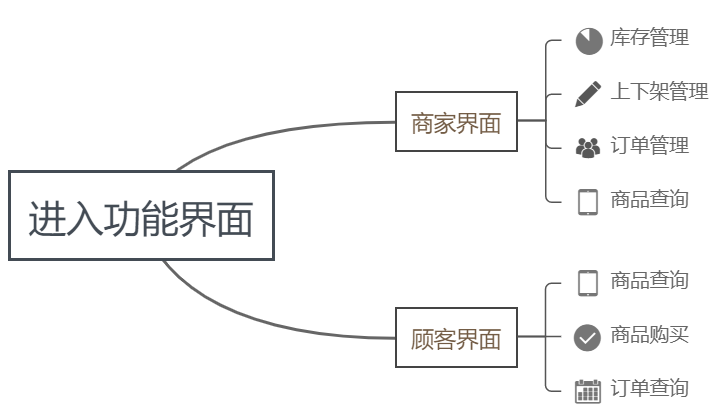 进入功能界面
商家界面
库存管理
上下架管理
订单管理
商品查询
顾客界面
商品查询
商品购买
订单查询